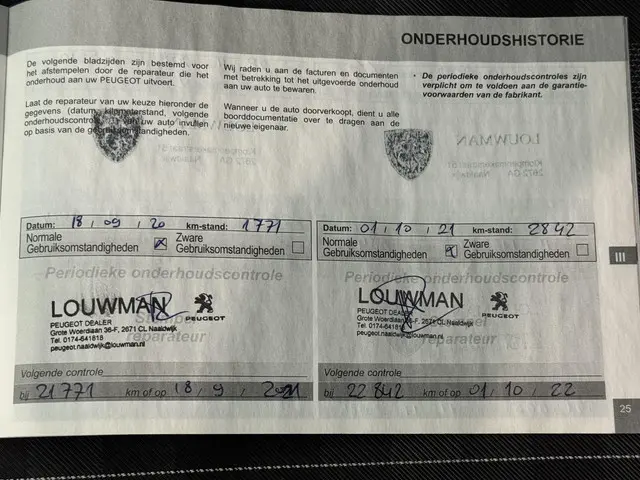 ONDERHOUDSHISTORIE
De volgende bladzijden zijn bestemd voor
het afstempelen door de reparateur die het
onderhoud aan uw PEUGEOT uitvoert.
Laat de reparateur van uw keuze hieronder de
gegevens (datum, kilometerstand, volgende
onderhoudscontrole) van uw auto invullen
op basis van de gebruiksomstandigheden.
Wij raden u aan de facturen en documenten
met betrekking tot het uitgevoerde onderhoud
aan uw auto te bewaren.
Wanneer u de auto doorverkoopt, dient u alle
boorddocumentatie over te dragen aan de
nieuwe eigenaar.
• De periodieke onderhoudscontroles zijn
verplicht om te voldoen aan de garantie-
voorwaarden van de fabrikant.
LOUWMAN
2672 GA Naaldwijk
Datum: 18 / 09 / 20 km-stand: 1771
Normale
Gebruiksomstandigheden
Zware
Gebruiksomstandigheden
Periodieke onderhoudscontrole
LOUWMAN
PEUGEOT
PEUGEOT DEALER
Grote Woerdlaan 36-F, 2671 CL Naaldwijk
Tel. 0174-641818
peugeot.naaldwijk@louwman.nl
reparateur
Volgende controle
bij 21771 km of op 18 / 9 / 2021
Datum: 01 / 10 / 21 km-stand: 2842
Normale
Gebruiksomstandigheden
Zware
Gebruiksomstandigheden
Periodieke onderhoudscontrole
LOUWMAN
PEUGEOT
PEUGEOT DEALER
Grote Woerdlaan 36-F, 2671 CL Naaldwijk
Tel. 0174-641818
peugeot.naaldwijk@louwman.nl
reparateur
Volgende controle
bij 22842 km of op 01 / 10 / 22
III
25